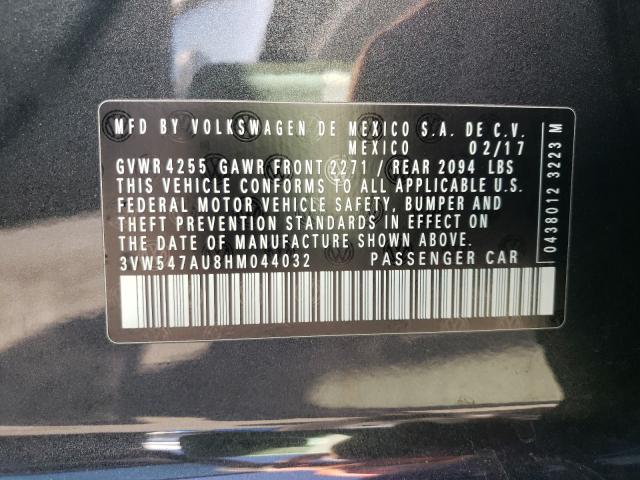 MFD BY VOLKSWAGEN DE MEXICO S.A. DE C.V.
MEXICO 02/17
GVWR 4255 GAWR FRONT 2271 / REAR 2094 LBS
THIS VEHICLE CONFORMS TO ALL APPLICABLE U.S.
FEDERAL MOTOR VEHICLE SAFETY, BUMPER AND
THEFT PREVENTION STANDARDS IN EFFECT ON
THE DATE OF MANUFACTURE SHOWN ABOVE.
3VW547AU8HM044032 PASSENGER CAR
0438012 3223 M